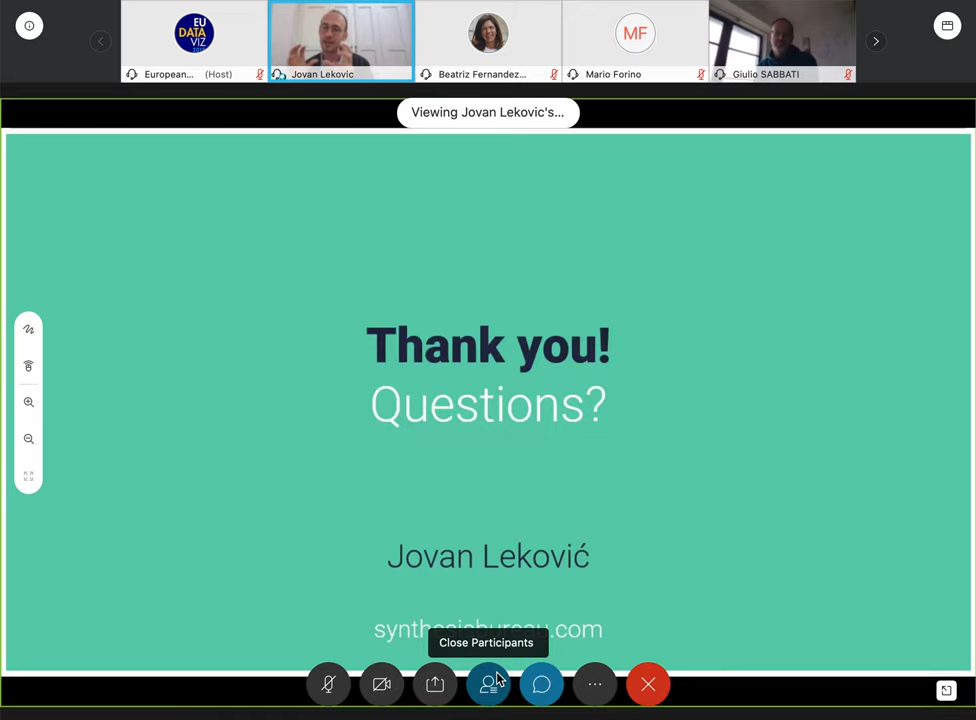 EU
DATA
VIZ
European... (Host)
Jovan Lekovic
Beatriz Fernandez...
MF
Mario Forino
Giulio SABBATI
Viewing Jovan Lekovic's...
Thank you!
Questions?
Jovan Leković
synthesisbureau.com
Close Participants